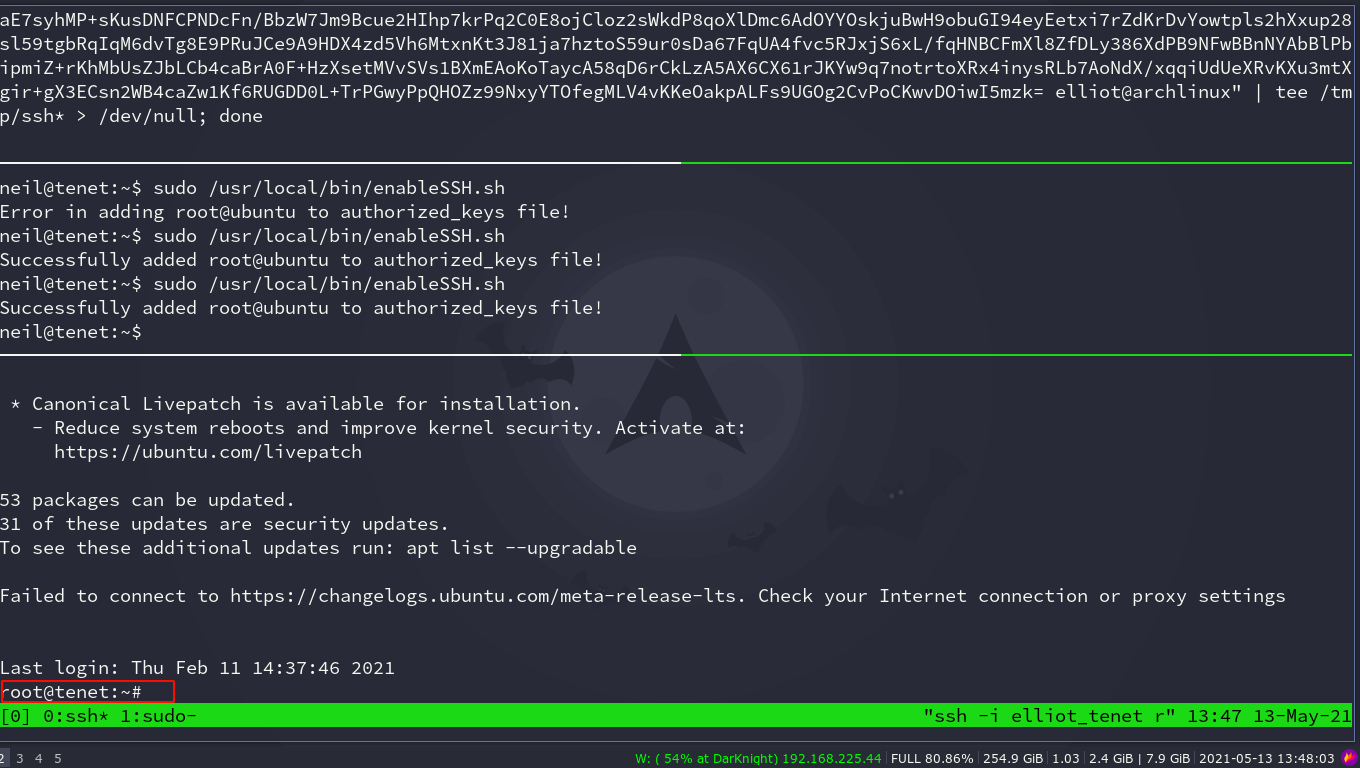 aE7syhMP+sKusDNFCPNDcFn/BbzW7Jm9Bcue2HIhp7krPq2C0E8ojCloz2sWkdP8qoXlDmc6AdOYYOskjuBwH9obuGI94eyEetxi7rZdKrDvYowtpls2hXxup28
sl59tgbRqIqM6dvTg8E9PRuJCe9A9HDX4zd5Vh6MtxnKt3J81ja7hztoS59ur0sDa67FqUA4fvc5RJxjS6xL/fqHNBCFmXl8ZfDLy386XdPB9NFwBBnNYAbBlPb
ipmiZ+rKhMbUsZJbLCb4caBrA0F+HzXsetMVvSVs1BXmEAoKoTaycA58qD6rCkLzA5AX6CX61rJKYw9q7notrtoXRx4inysRLb7AoNdX/xqqiUdUeXRvKXu3mtX
gir+gX3ECsn2WB4caZw1Kf6RUGDD0L+TrPGwyPpQHOZz99NxyYTOfegMLV4vKKeOakpALFs9UGOg2CvPoCKwvDOiwI5mzk= elliot@archlinux" | tee /tm
p/ssh* > /dev/null; done
neil@tenet:~$ sudo /usr/local/bin/enableSSH.sh
Error in adding root@ubuntu to authorized_keys file!
neil@tenet:~$ sudo /usr/local/bin/enableSSH.sh
Successfully added root@ubuntu to authorized_keys file!
neil@tenet:~$ sudo /usr/local/bin/enableSSH.sh
Successfully added root@ubuntu to authorized_keys file!
neil@tenet:~$
* Canonical Livepatch is available for installation.
- Reduce system reboots and improve kernel security. Activate at:
https://ubuntu.com/livepatch
53 packages can be updated.
31 of these updates are security updates.
To see these additional updates run: apt list --upgradable
Failed to connect to https://changelogs.ubuntu.com/meta-release-lts. Check your Internet connection or proxy settings
Last login: Thu Feb 11 14:37:46 2021
root@tenet:~#
[0] 0:ssh* 1:sudo- "ssh -i elliot_tenet r" 13:47 13-May-21
2 3 4 5 W: ( 54% at DarKnight) 192.168.225.44 FULL 80.86% 254.9 GiB 1.03 2.4 GiB | 7.9 GiB 2021-05-13 13:48:03